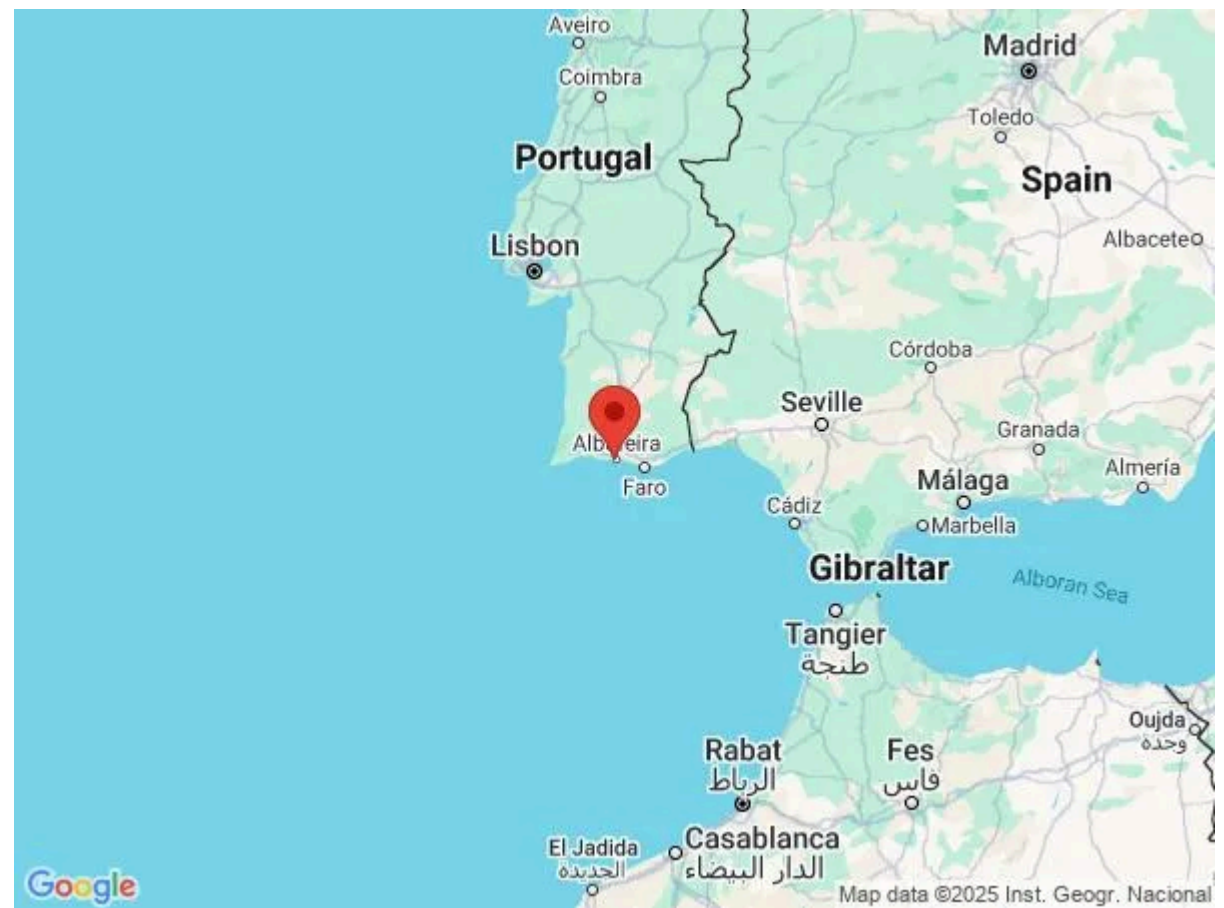 Aveiro
Madrid
Coimbra
Toledo
Portugal
Spain
Lisbon
Albacete
Córdoba
Seville
Granada
Faro
Málaga
Almería
Cádiz
Marbella
Gibraltar
Alboran Sea
Tangier
طنجة
Oujda
وجدة
Rabat
الرباط
Fes
فاس
Casablanca
الدار البيضاء
El Jadida
الجديدة
Google
Map data ©2025 Inst. Geogr. Nacional